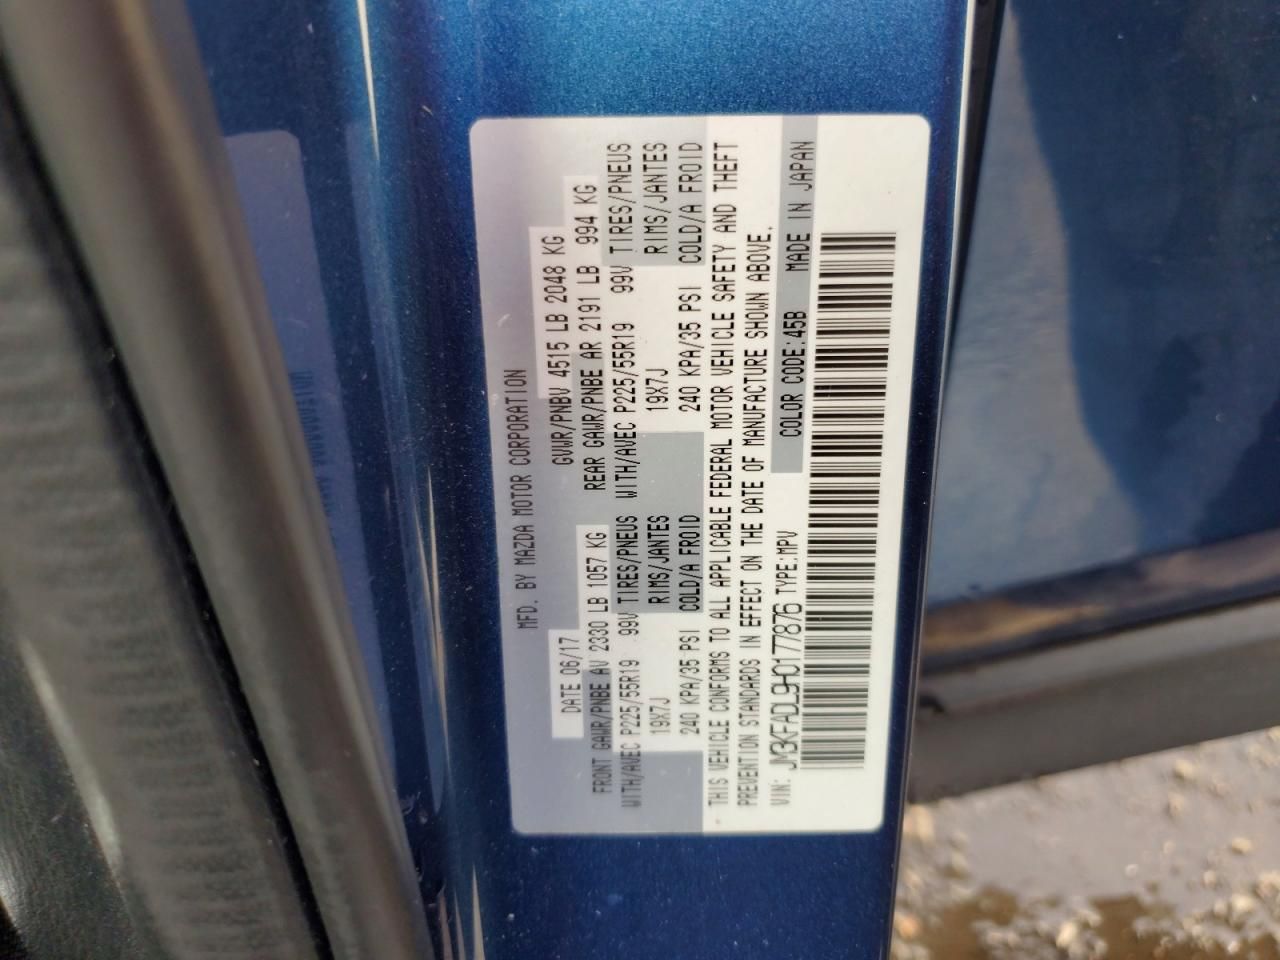 MFD. BY MAZDA MOTOR CORPORATION
DATE 06/17 GVWR/PNBV 4515 LB 2048 KG
FRONT GAWR/PNBE AV 2330 LB 1057 KG REAR GAWR/PNBE AR 2191 LB 994 KG
WITH/AVEC P225/55R19 99V TIRES/PNEUS WITH/AVEC P225/55R19 99V TIRES/PNEUS
19X7J RIMS/JANTES 19X7J RIMS/JANTES
240 KPA/35 PSI COLD/A FROID 240 KPA/35 PSI COLD/A FROID
THIS VEHICLE CONFORMS TO ALL APPLICABLE FEDERAL MOTOR VEHICLE SAFETY AND THEFT
PREVENTION STANDARDS IN EFFECT ON THE DATE OF MANUFACTURE SHOWN ABOVE.
VIN: JM3KFADL9H0177876 TYPE:MPV COLOR CODE:45B MADE IN JAPAN